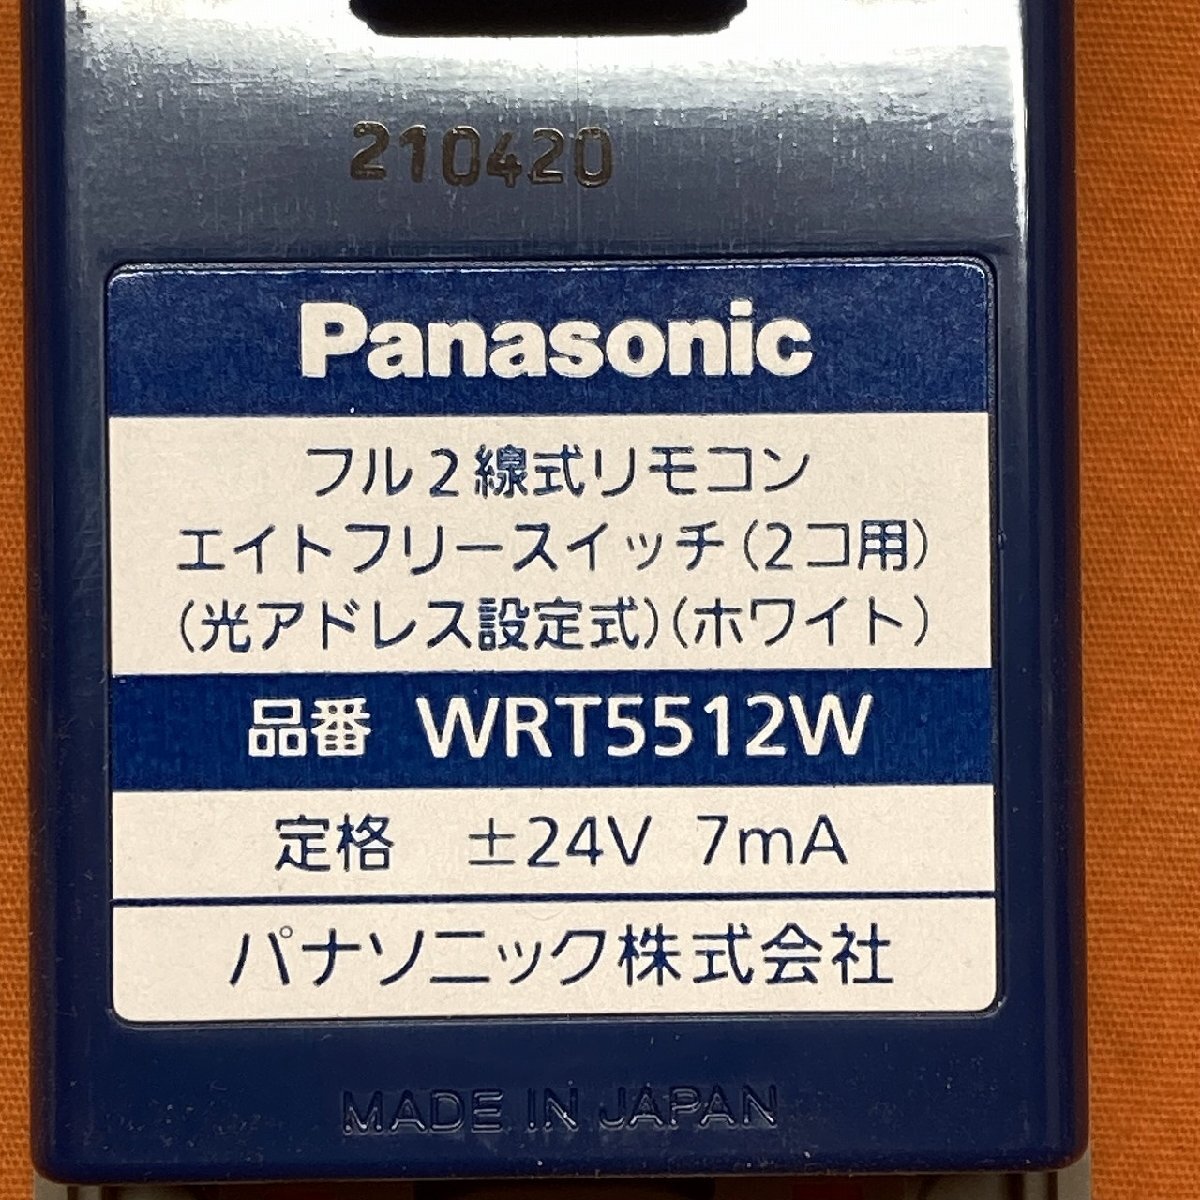 210420
Panasonic
フル2線式リモコン
エイトフリースイッチ(2コ用)
(光アドレス設定式)(ホワイト)
品番 WRT5512W
定格 ±24V 7mA
パナソニック株式会社
MADE IN JAPAN